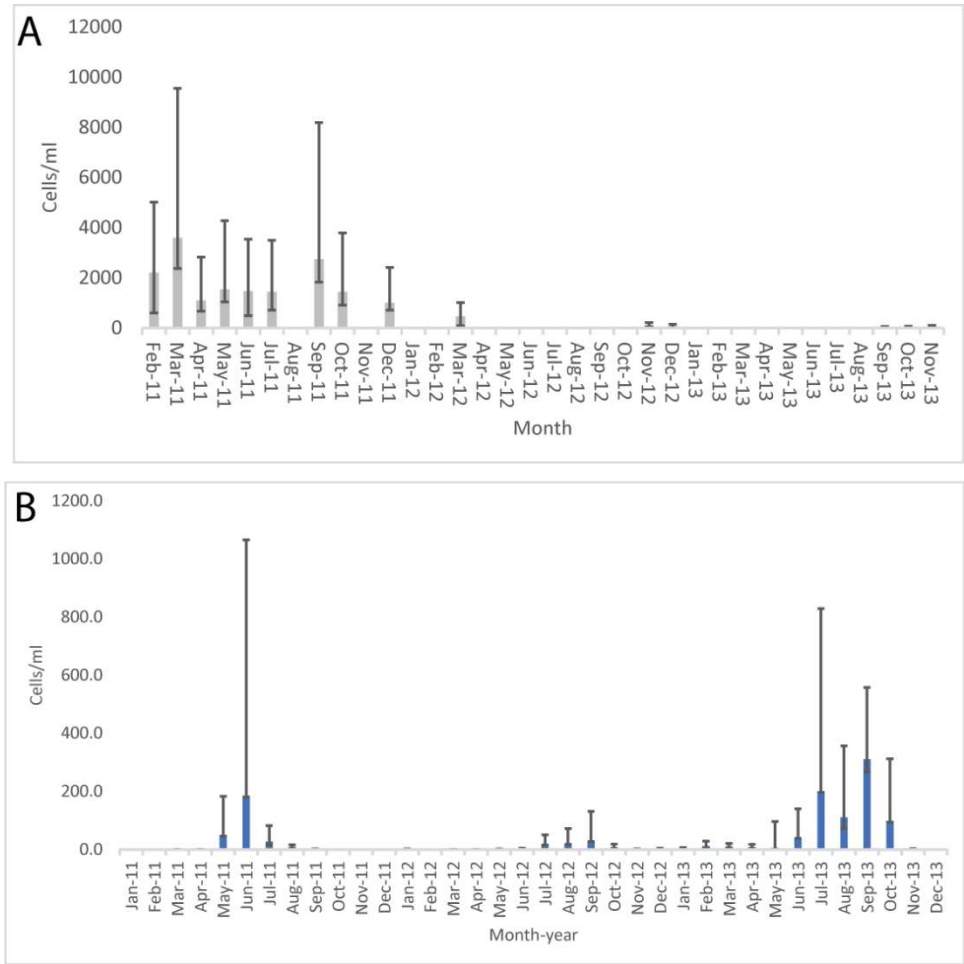 A
12000
10000
8000
6000
4000
2000
0
Cells/ml
Feb-11
Mar-11
Apr-11
May-11
Jun-11
Jul-11
Aug-11
Sep-11
Oct-11
Nov-11
Dec-11
Jan-12
Feb-12
Mar-12
Apr-12
May-12
Jun-12
Jul-12
Aug-12
Sep-12
Oct-12
Nov-12
Dec-12
Jan-13
Feb-13
Mar-13
Apr-13
May-13
Jun-13
Jul-13
Aug-13
Sep-13
Oct-13
Nov-13
Month
B
1200.0
1000.0
800.0
600.0
400.0
200.0
0.0
Cells/ml
Jan-11
Feb-11
Mar-11
Apr-11
May-11
Jun-11
Jul-11
Aug-11
Sep-11
Oct-11
Nov-11
Dec-11
Jan-12
Feb-12
Mar-12
Apr-12
May-12
Jun-12
Jul-12
Aug-12
Sep-12
Oct-12
Nov-12
Dec-12
Jan-13
Feb-13
Mar-13
Apr-13
May-13
Jun-13
Jul-13
Aug-13
Sep-13
Oct-13
Nov-13
Dec-13
Month-year